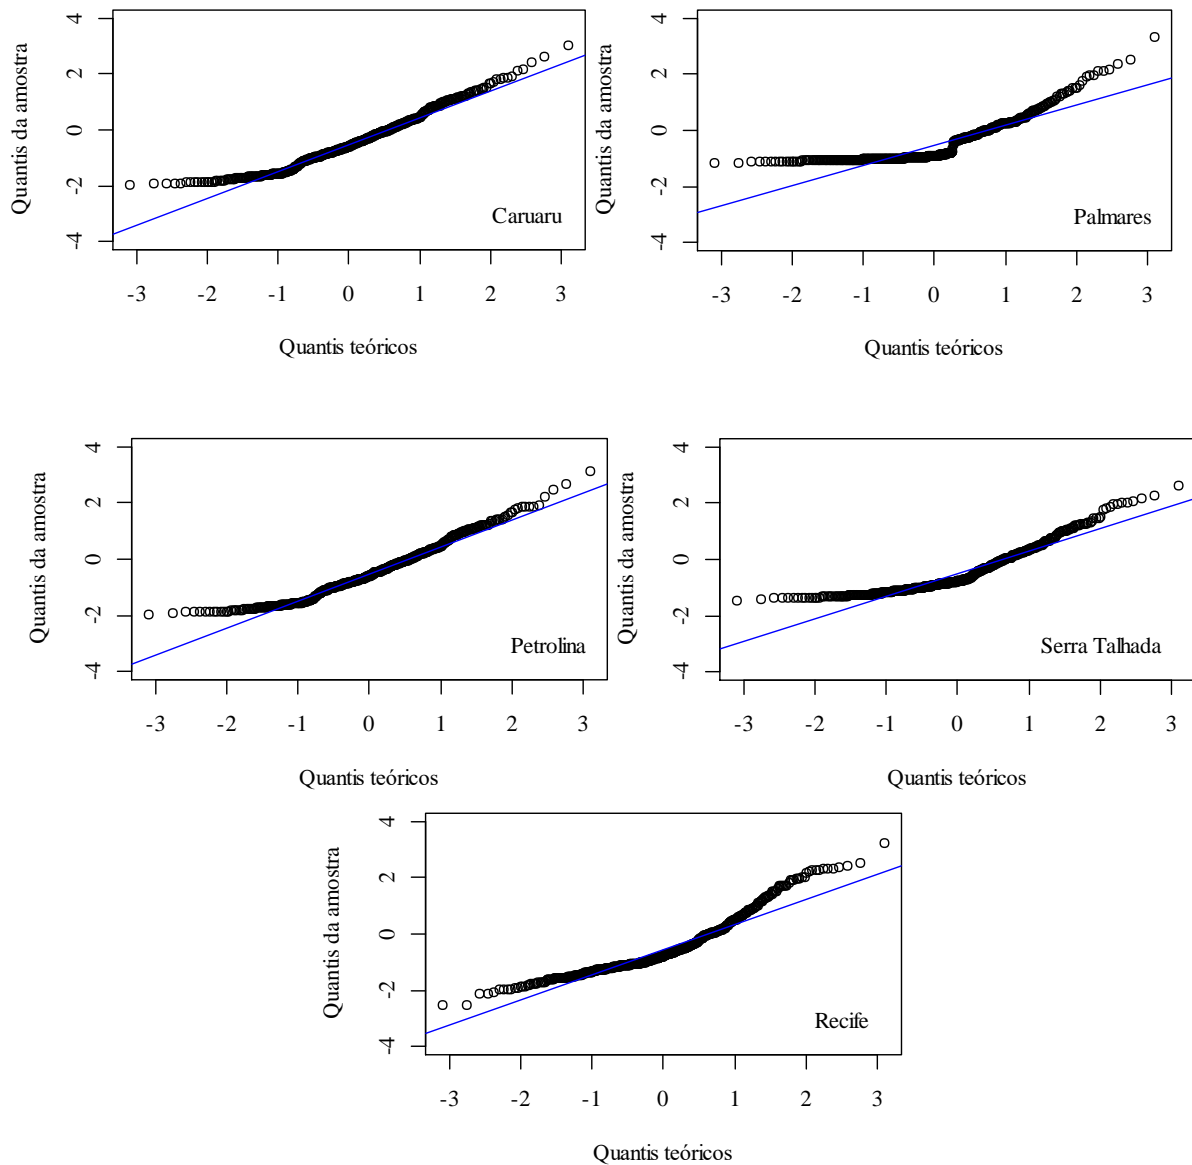 Quantis da amostra
4
2
0
-2
-4
Caruaru
-3 -2 -1 0 1 2 3
Quantis teóricos
Quantis da amostra
4
2
0
-2
-4
Palmares
-3 -2 -1 0 1 2 3
Quantis teóricos
Quantis da amostra
4
2
0
-2
-4
Petrolina
-3 -2 -1 0 1 2 3
Quantis teóricos
Quantis da amostra
4
2
0
-2
-4
Serra Talhada
-3 -2 -1 0 1 2 3
Quantis teóricos
Quantis da amostra
4
2
0
-2
-4
Recife
-3 -2 -1 0 1 2 3
Quantis teóricos